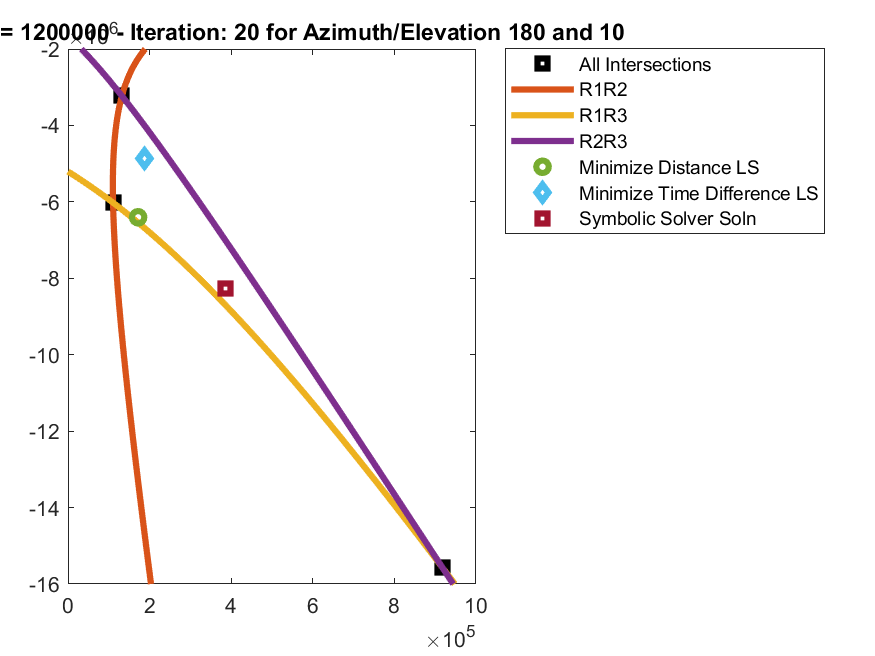 = 1200000 - Iteration: 20 for Azimuth/Elevation 180 and 10
×10^6
-2
-4
-6
-8
-10
-12
-14
-16
0 2 4 6 8 10
×10^5
All Intersections
R1R2
R1R3
R2R3
Minimize Distance LS
Minimize Time Difference LS
Symbolic Solver Soln